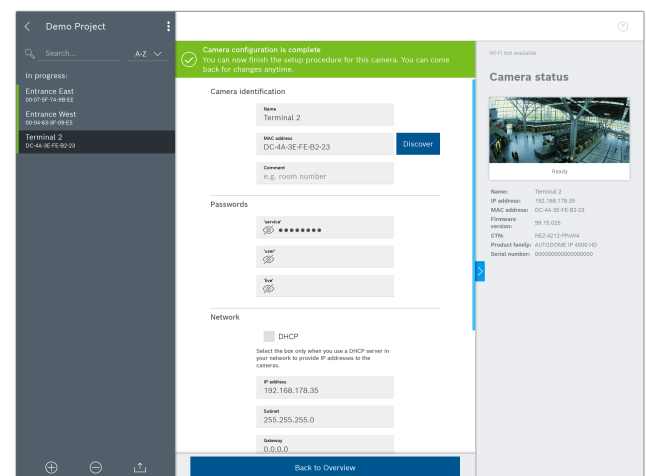 Demo Project
Search...
A-Z
In progress:
Entrance East
00-07-5F-7A-9B-EE
Entrance West
00-04-63-3F-09-E5
Terminal 2
DC-4A-3E-FE-B2-23
Camera configuration is complete
You can now finish the setup procedure for this camera. You can come
back for changes anytime.
Camera identification
Name
Terminal 2
MAC address
DC-4A-3E-FE-B2-23
Discover
Comment
e.g. room number
Passwords
'service'
'user'
'live'
Network
DHCP
Select the box only when you use a DHCP server in
your network to provide IP addresses to the
cameras.
IP address
192.168.178.35
Subnet
255.255.255.0
Gateway
0.0.0.0
Back to Overview
?
Wi-Fi not available
Camera status
Ready
Name: Terminal 2
IP address: 192.168.178.35
MAC address: DC-4A-3E-FE-B2-23
Firmware
version: 99.15.025
CTN: NEZ-4212-PPxW4
Product family: AUTODOME IP 4000 HD
Serial number: 000000000000000000